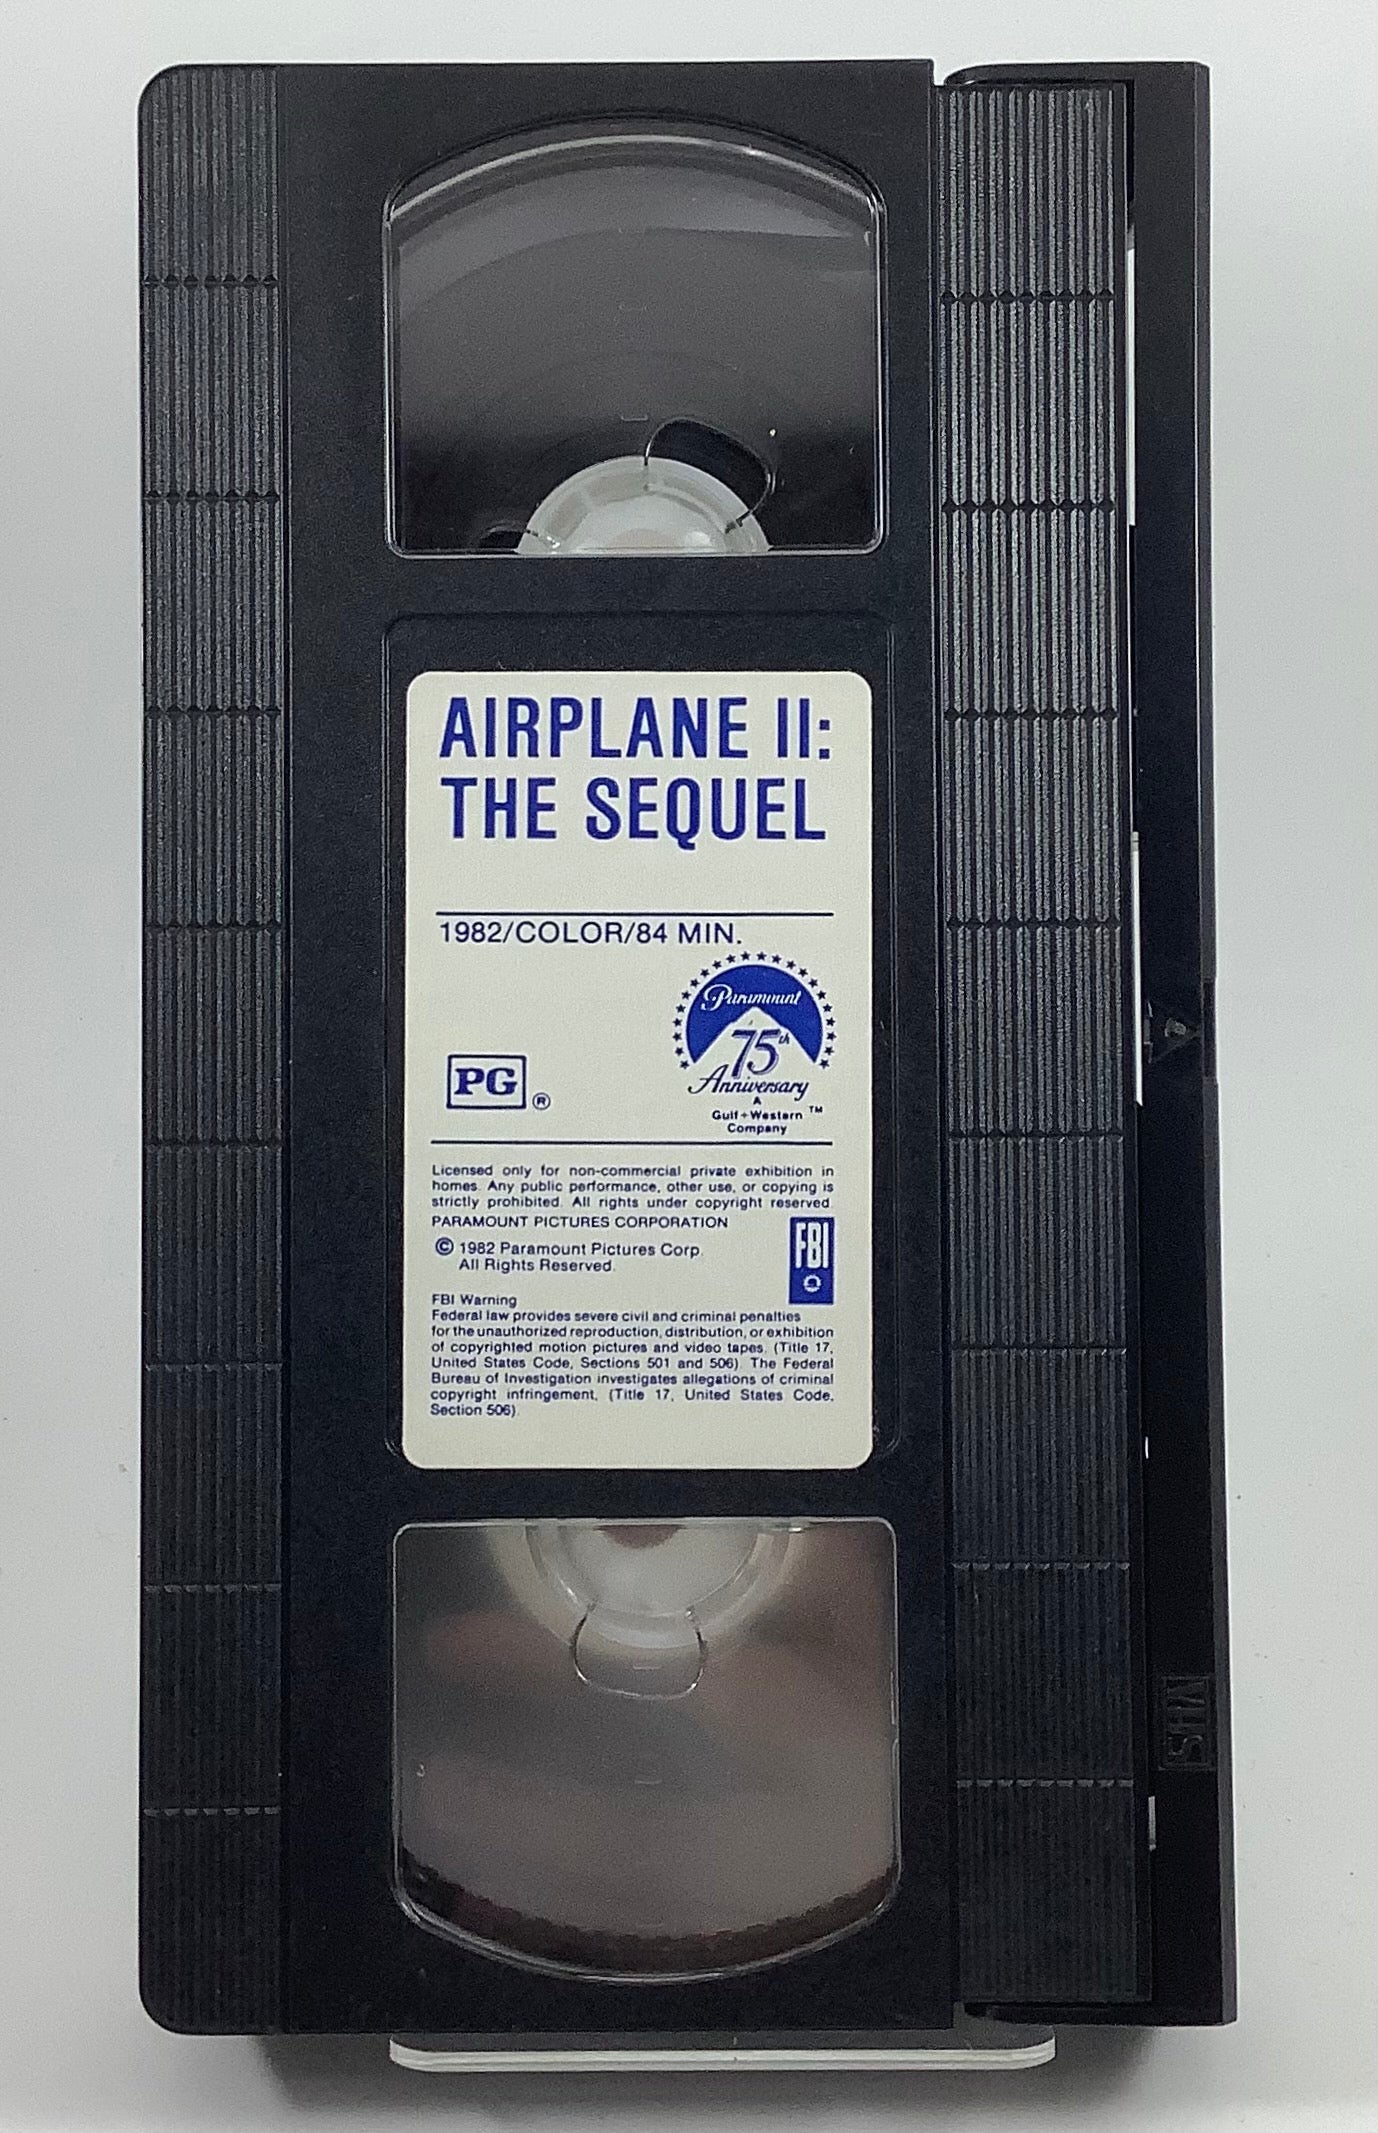 AIRPLANE II:
THE SEQUEL
1982/COLOR/84 MIN.
Paramount
75th
Anniversary
A
Gulf+Western TM
Company
PG ®
Licensed only for non-commercial private exhibition in
homes. Any public performance, other use, or copying is
strictly prohibited. All rights under copyright reserved.
PARAMOUNT PICTURES CORPORATION
© 1982 Paramount Pictures Corp.
All Rights Reserved.
FBI
FBI Warning
Federal law provides severe civil and criminal penalties
for the unauthorized reproduction, distribution, or exhibition
of copyrighted motion pictures and video tapes. (Title 17,
United States Code, Sections 501 and 506). The Federal
Bureau of Investigation investigates allegations of criminal
copyright infringement, (Title 17, United States Code,
Section 506).
VHS